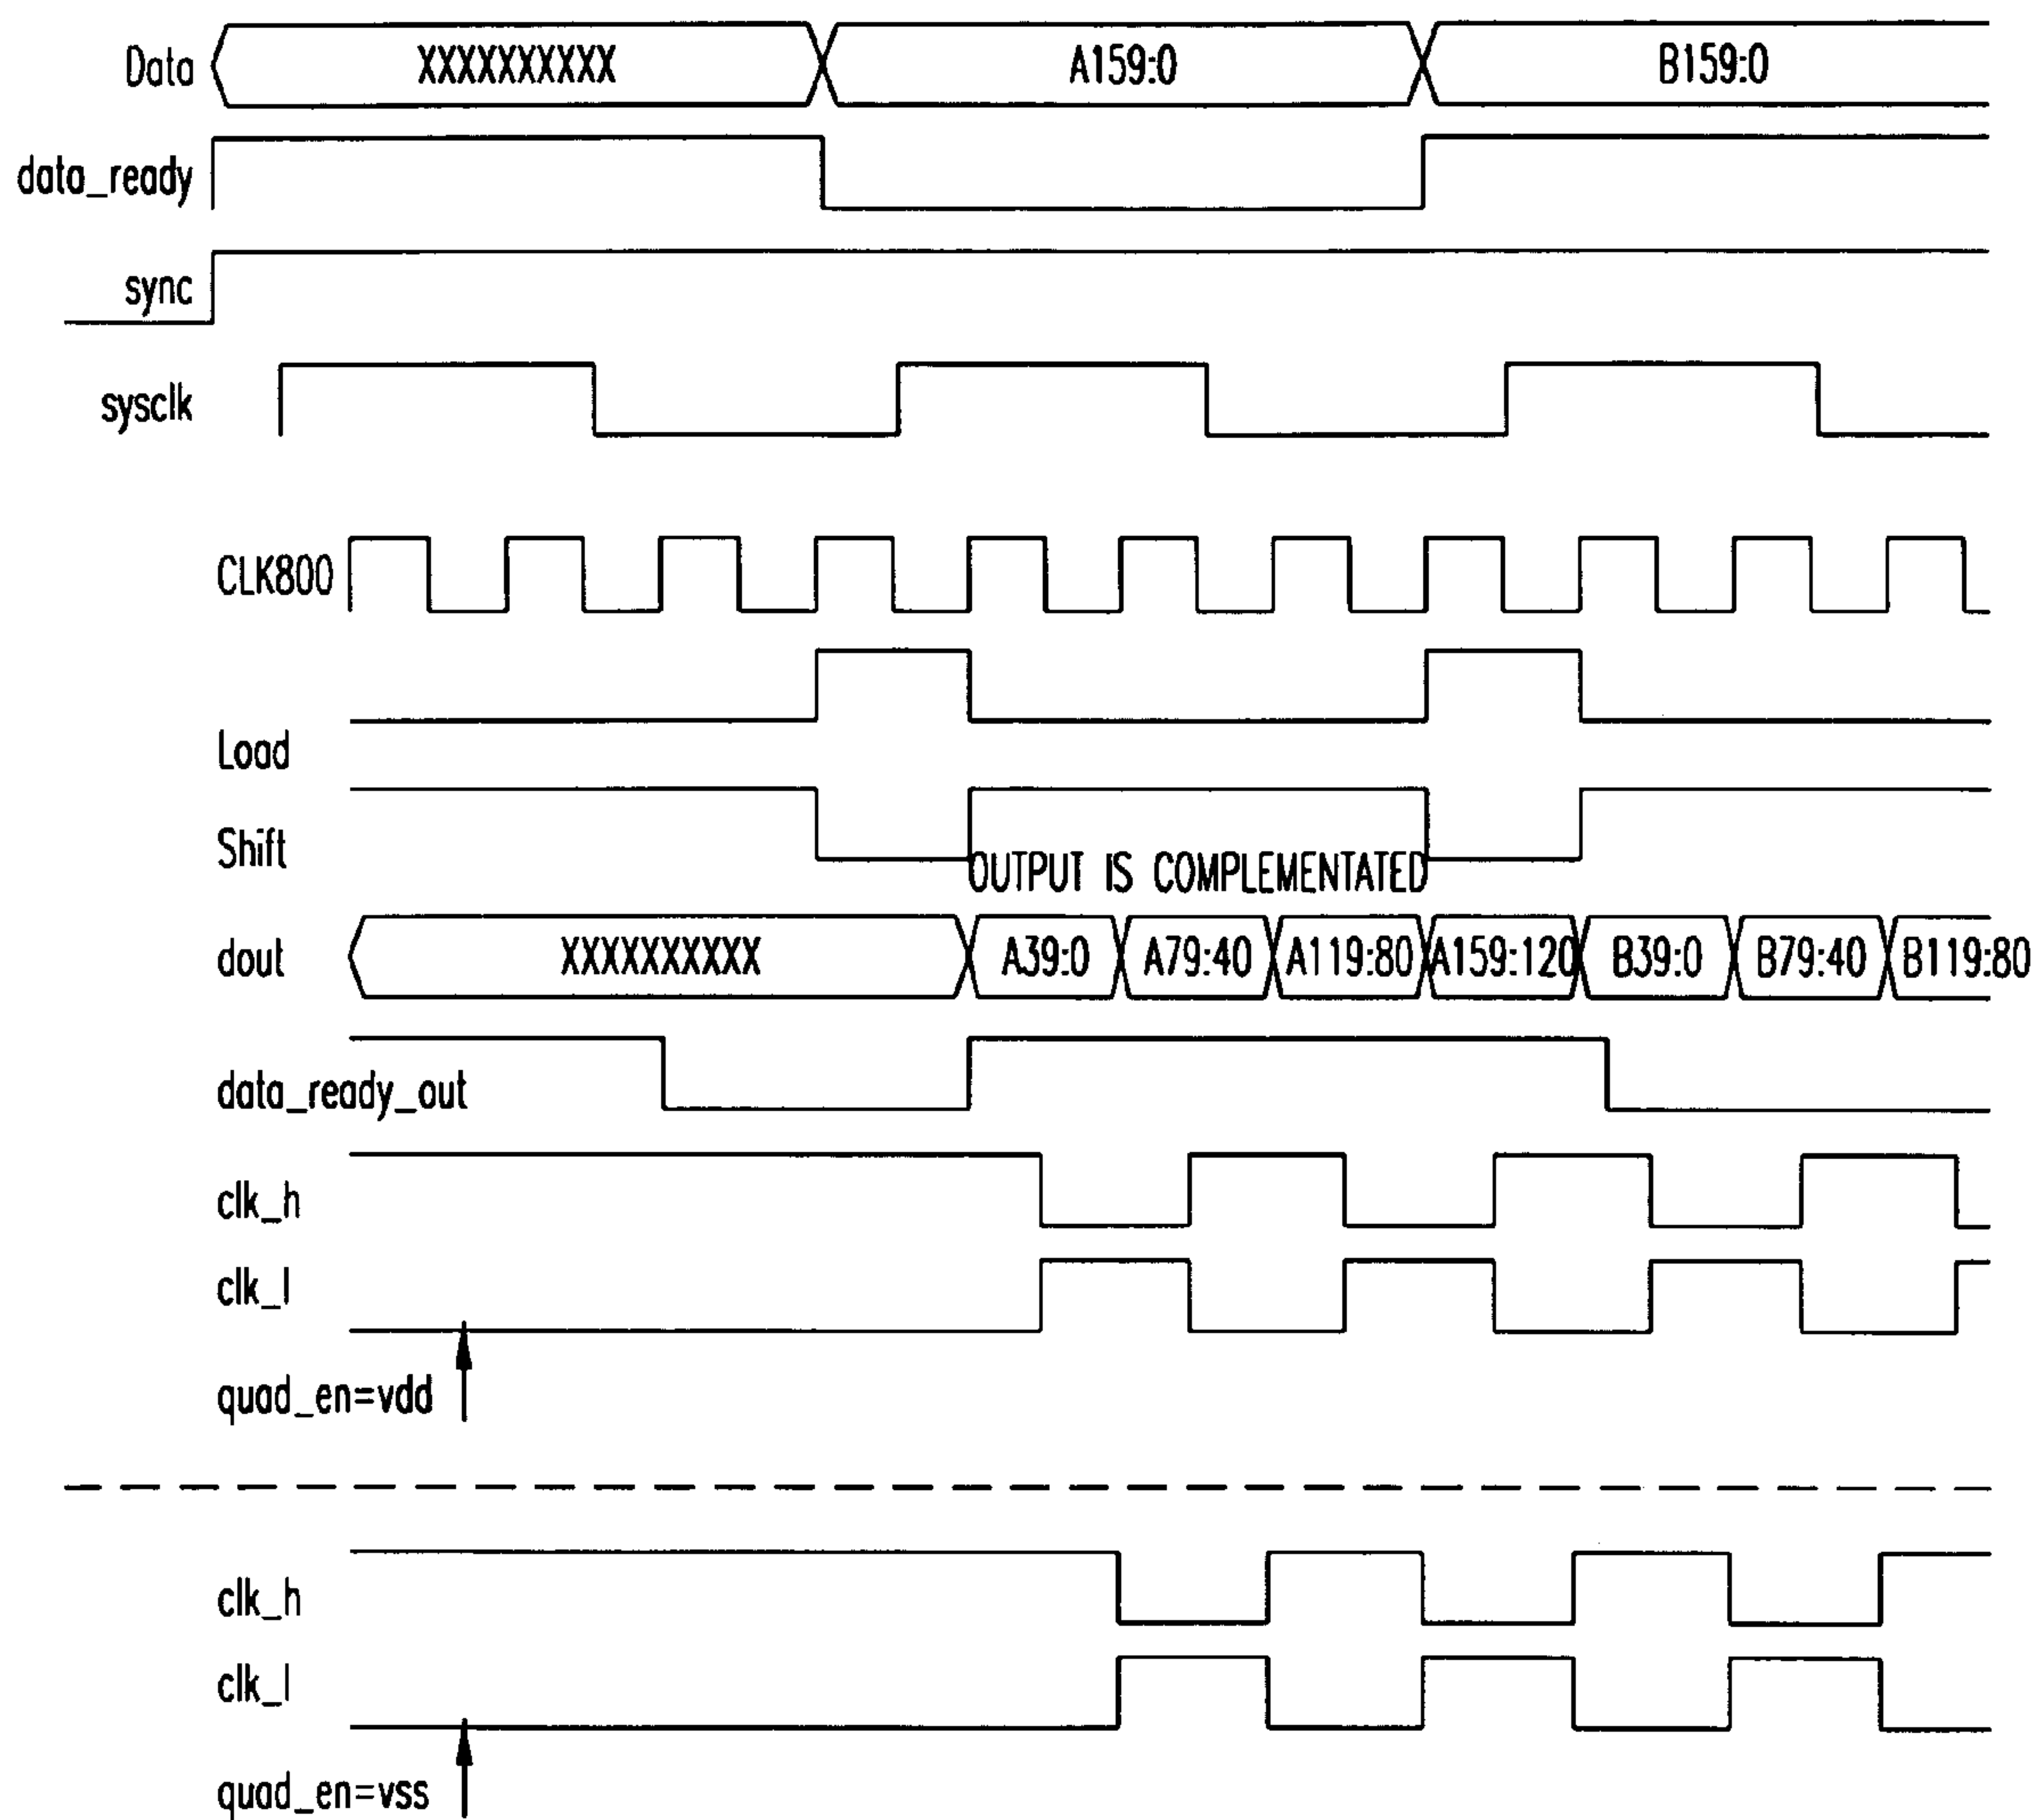 Data XXXXXXXXXX A159:0 B159:0
data_ready
sync
sysclk
CLK800
Load
Shift
OUTPUT IS COMPLEMENTATED
dout XXXXXXXXXX A39:0 A79:40 A119:80 A159:120 B39:0 B79:40 B119:80
data_ready_out
clk_h
clk_l
quad_en=vdd
clk_h
clk_l
quad_en=vss